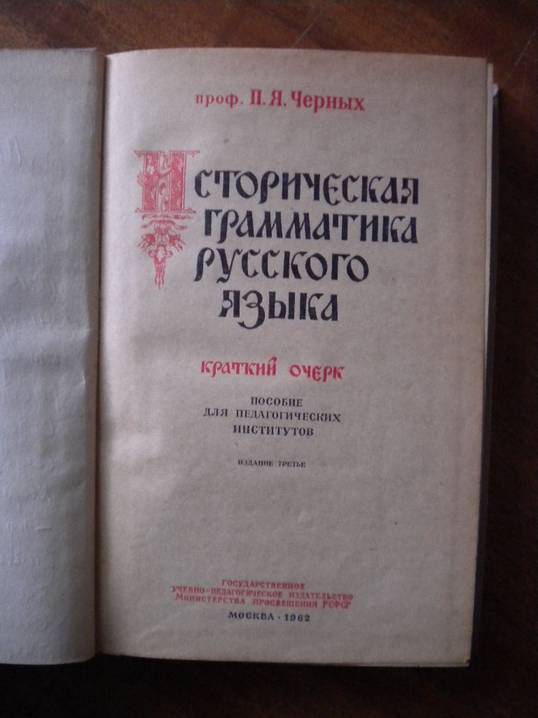 проф. П. Я. Черных
Историческая
грамматика
русского
языка
краткий очерк
ПОСОБИЕ
ДЛЯ ПЕДАГОГИЧЕСКИХ
ИНСТИТУТОВ
ИЗДАНИЕ ТРЕТЬЕ
ГОСУДАРСТВЕННОЕ
УЧЕБНО-ПЕДАГОГИЧЕСКОЕ ИЗДАТЕЛЬСТВО
МИНИСТЕРСТВА ПРОСВЕЩЕНИЯ РСФСР
МОСКВА · 1962